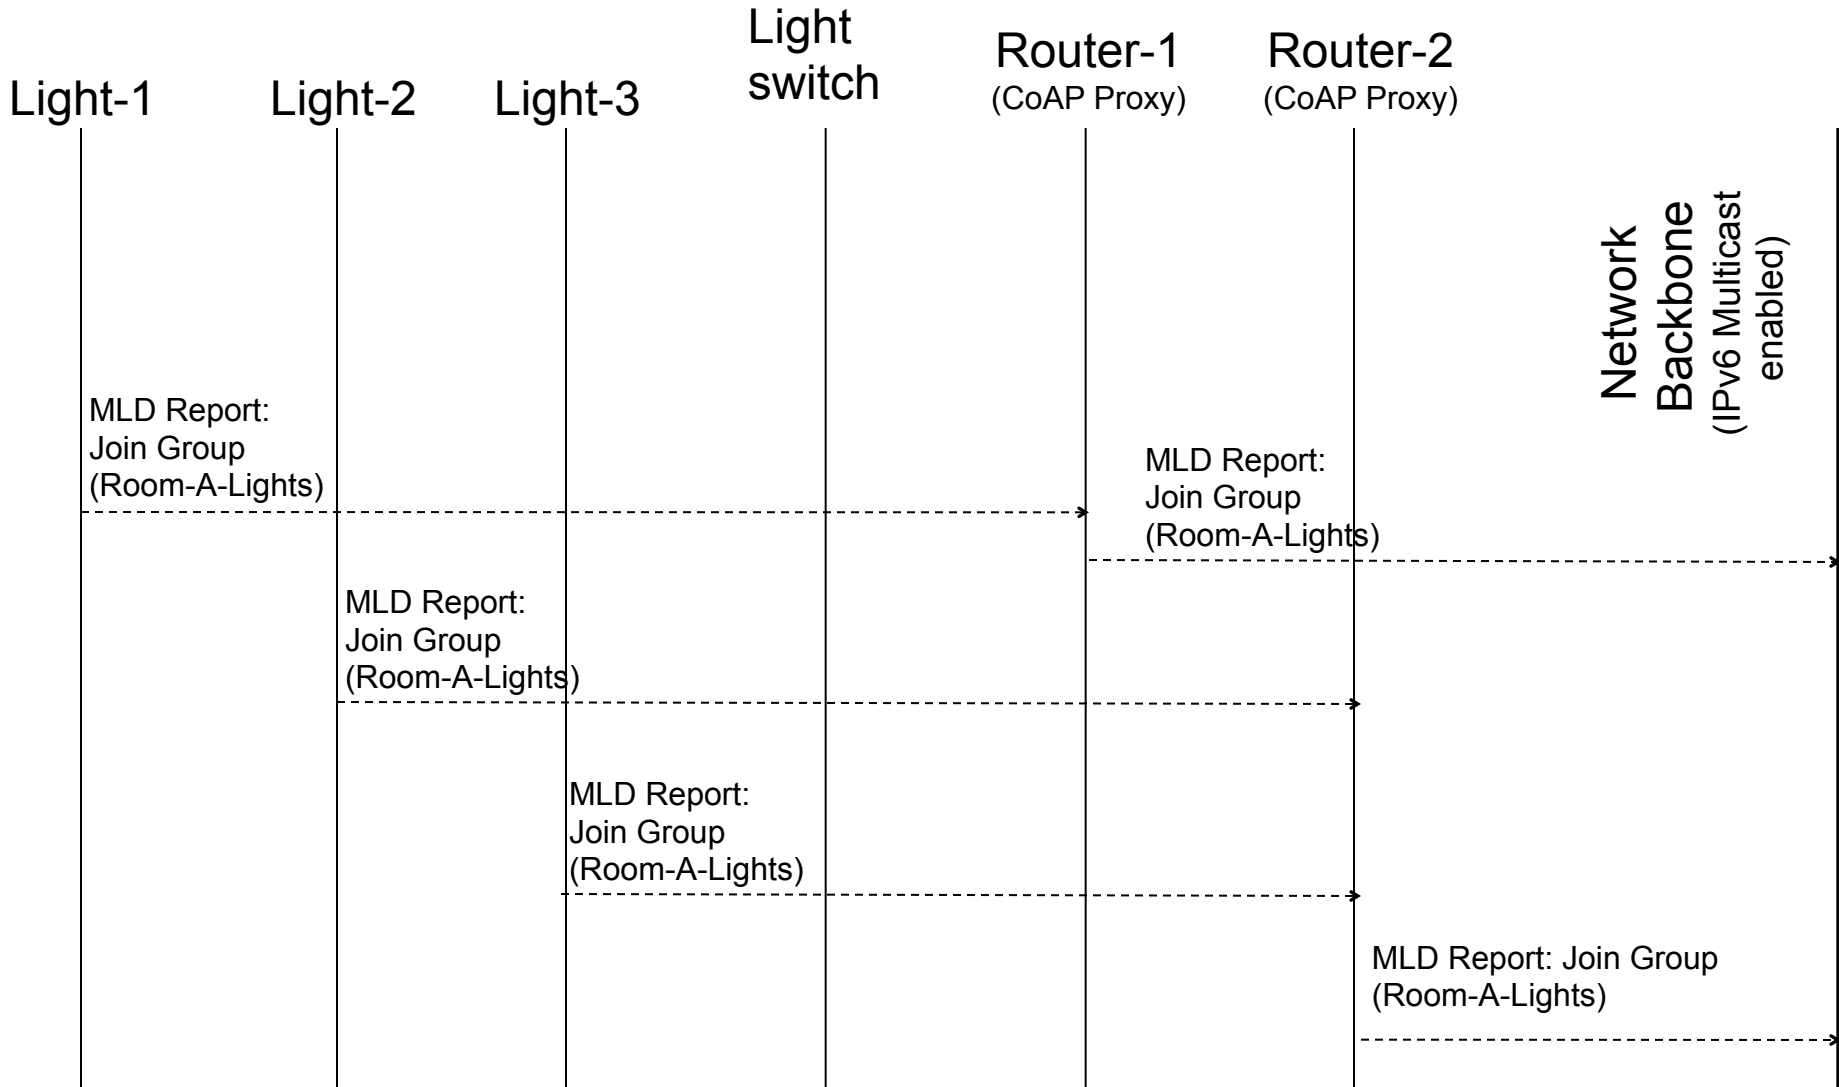 Light-1
Light-2
Light-3
Light
switch
Router-1
(CoAP Proxy)
Router-2
(CoAP Proxy)
Network
Backbone
(IPv6 Multicast
enabled)
MLD Report:
Join Group
(Room-A-Lights)
MLD Report:
Join Group
(Room-A-Lights)
MLD Report:
Join Group
(Room-A-Lights)
MLD Report:
Join Group
(Room-A-Lights)
MLD Report: Join Group
(Room-A-Lights)